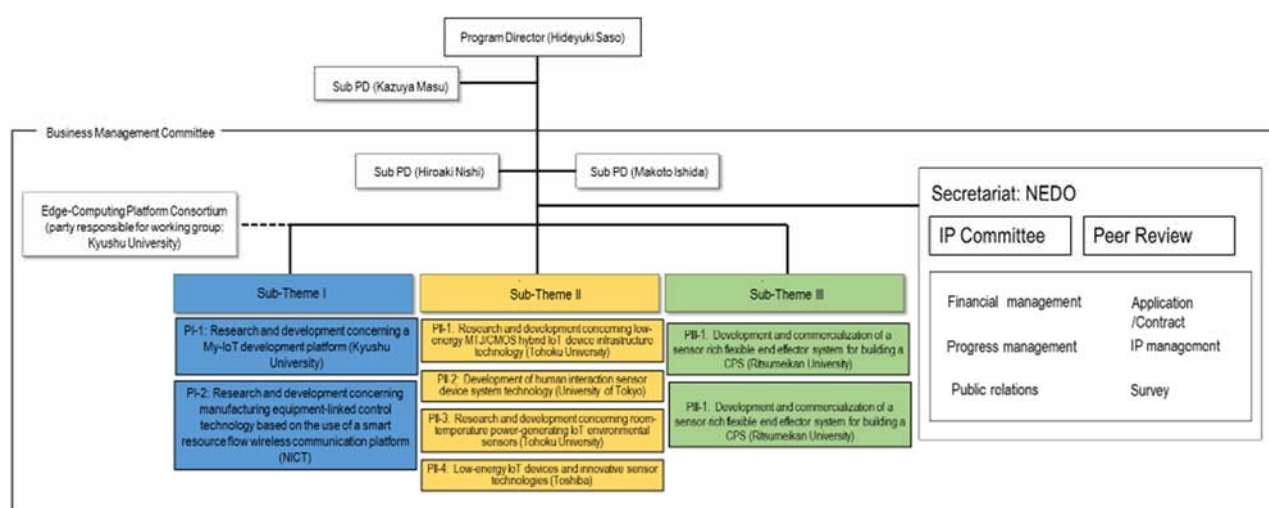 Program Director (Hideyuki Saso)
Sub PD (Kazuya Masu)
Business Management Committee
Sub PD (Hiroaki Nishi)
Sub PD (Makoto Ishida)
Edge-Computing Platform Consortium
(party responsible for working group:
Kyushu University)
Secretariat: NEDO
IP Committee
Peer Review
Financial management
Application
/Contract
Progress management
IP management
Public relations
Survey
Sub-Theme I
PI-1: Research and development concerning a
My-IoT development platform (Kyushu
University)
PI-2: Research and development concerning
manufacturing equipment-linked control
technology based on the use of a smart
resource flow wireless communication platform
(NICT)
Sub-Theme II
PII-1. Research and development concerning low-
energy MTJ/CMOS hybrid IoT device infrastructure
technology (Tohoku University)
PII-2: Development of human interaction sensor
device system technology (University of Tokyo)
PII-3: Research and development concerning room-
temperature power-generating IoT environmental
sensors (Tohoku University)
PII-4: Low-energy IoT devices and innovative sensor
technologies (Toshiba)
Sub-Theme III
PIII-1. Development and commercialization of a
sensor rich flexible end effector system for building
a CPS (Ritsumeikan University)
PIII-1. Development and commercialization of a
sensor-rich flexible end effector system for building
a CPS (Ritsumeikan University)